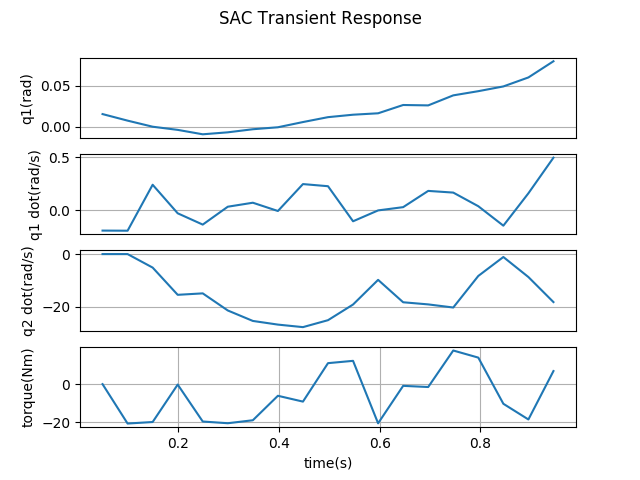 SAC Transient Response
q1(rad)
0.05
0.00
q1 dot(rad/s)
0.5
0.0
q2 dot(rad/s)
0
−20
torque(Nm)
0
−20
0.2 0.4 0.6 0.8
time(s)